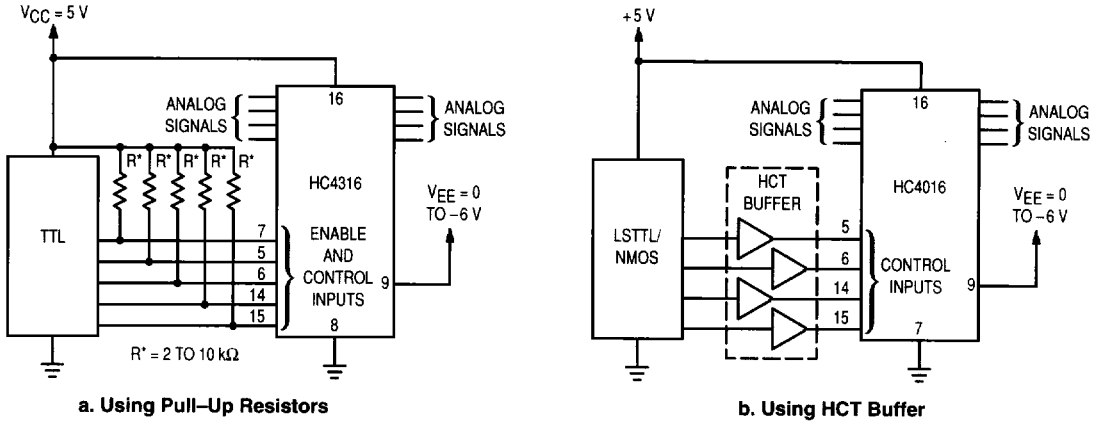 VCC = 5 V
16
ANALOG
SIGNALS
ANALOG
SIGNALS
R* R* R* R* R*
HC4316
VEE = 0
TO –6 V
TTL
7
5
6
14
15
ENABLE
AND
CONTROL
INPUTS
9
8
R* = 2 TO 10 kΩ
a. Using Pull–Up Resistors
+5 V
16
ANALOG
SIGNALS
ANALOG
SIGNALS
HCT
BUFFER
HC4016
VEE = 0
TO –6 V
LSTTL/
NMOS
5
6
14
15
CONTROL
INPUTS
9
7
b. Using HCT Buffer